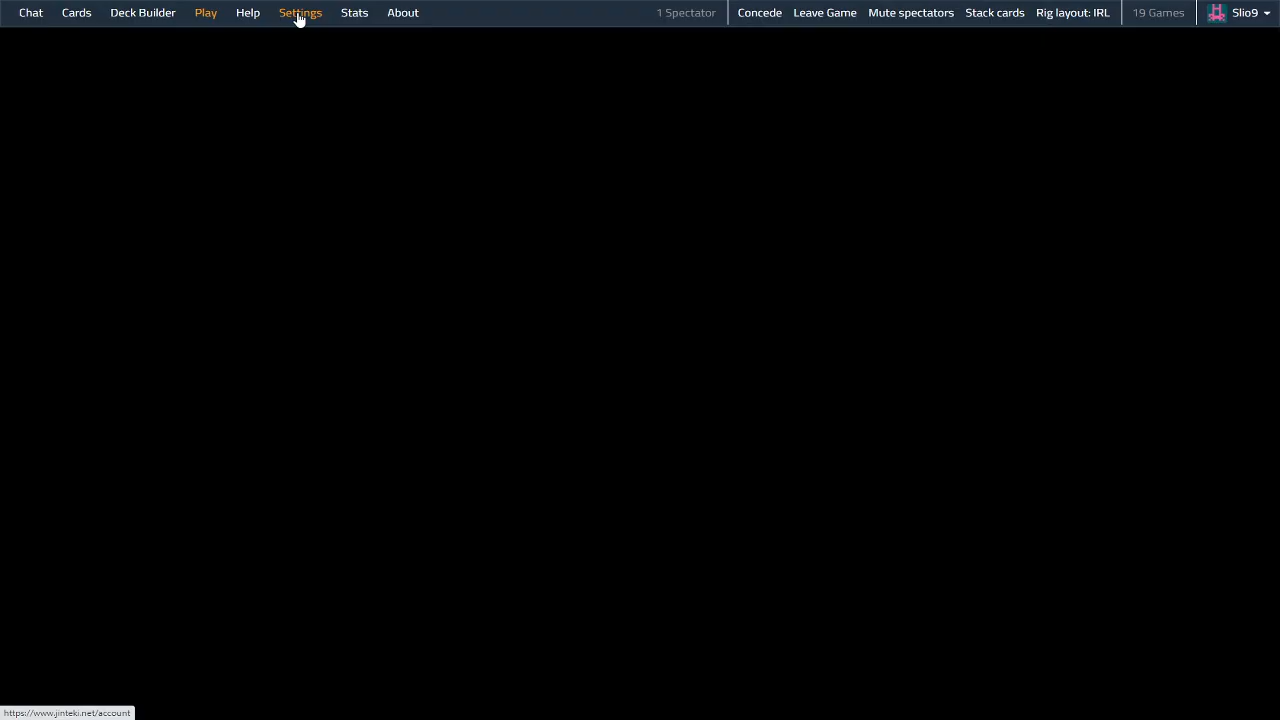 Chat Cards Deck Builder Play Help Settings Stats About 1 Spectator Concede Leave Game Mute spectators Stack cards Rig layout: IRL 19 Games Slio9
https://www.jinteki.net/account